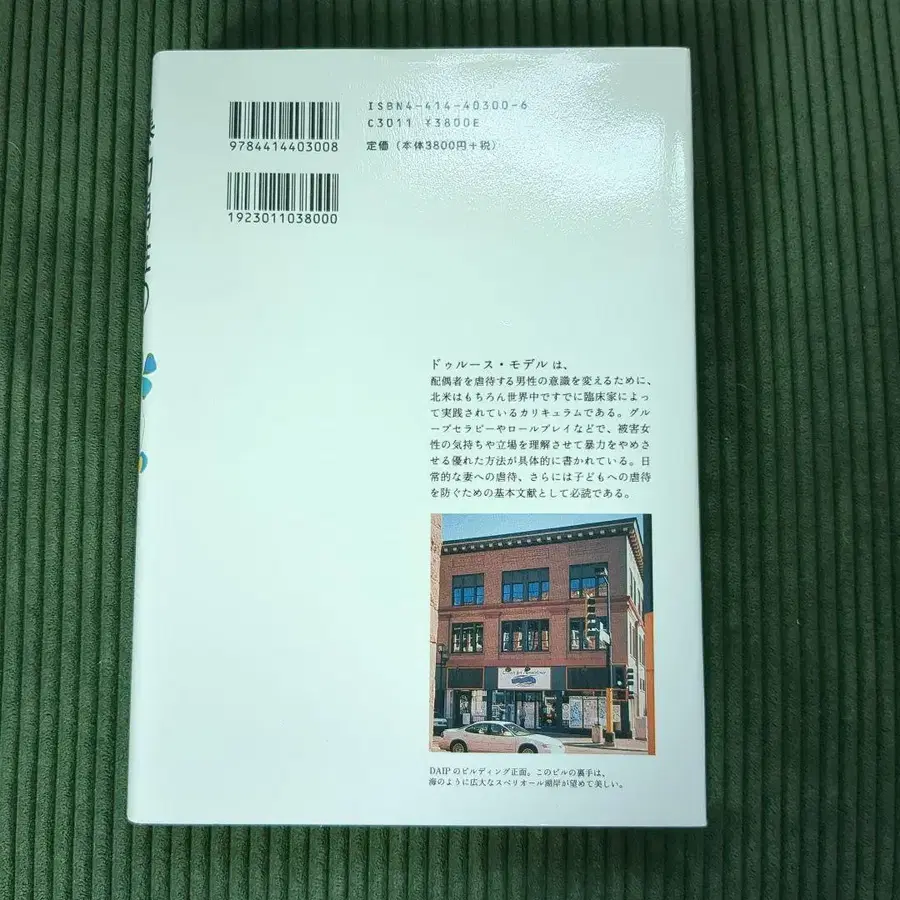 ISBN4-414-40300-6
C3011 ¥3800E
定価（本体3800円＋税）
9784414403008
1923011038000
ドゥルース・モデルは、
配偶者を虐待する男性の意識を変えるために、
北米はもちろん世界中ですでに臨床家によっ
て実践されているカリキュラムである。グル
ープセラピーやロールプレイなどで、被害女
性の気持ちや立場を理解させて暴力をやめさ
せる優れた方法が具体的に書かれている。日
常的な妻への虐待、さらには子どもへの虐待
を防ぐための基本文献として必読である。
DAIPのビルディング正面。このビルの裏手は、
海のように広大なスペリオール湖岸が望めて美しい。